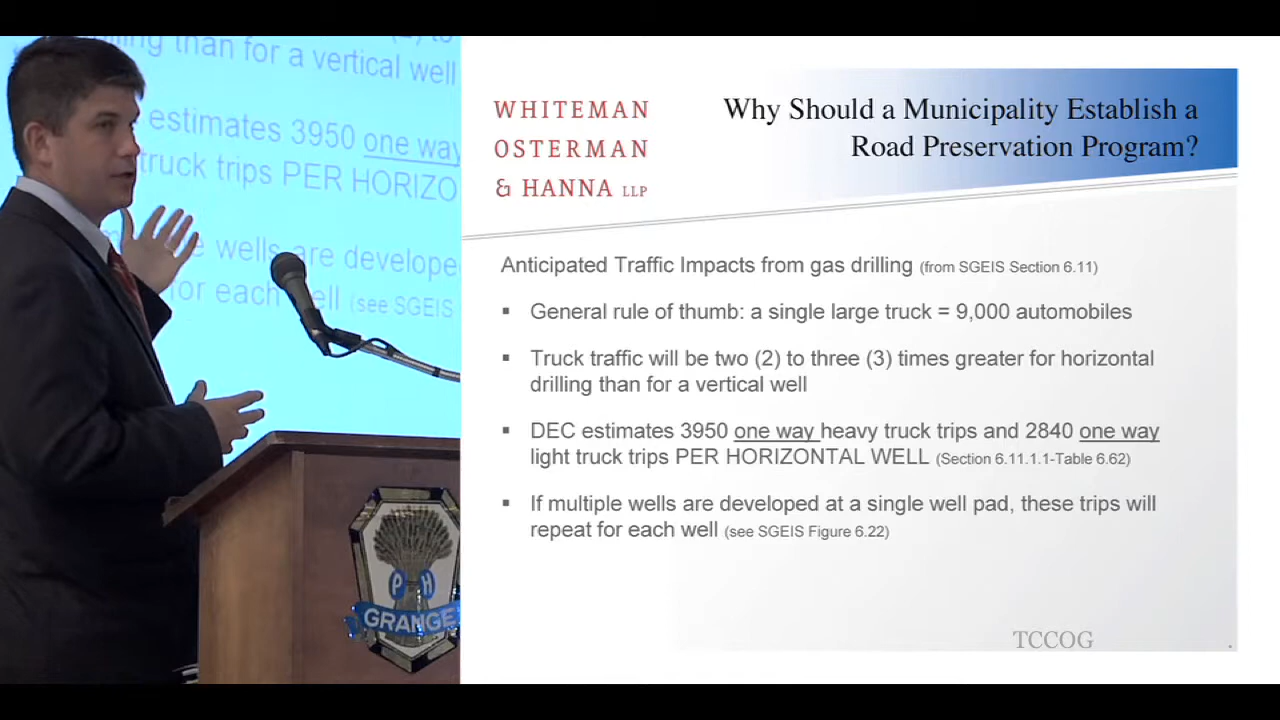 than for a vertical well
estimates 3950 one way
truck trips PER HORIZO
wells are develope
for each well (see SGEIS
P H
GRANGE
WHITEMAN
OSTERMAN
& HANNA LLP
Why Should a Municipality Establish a
Road Preservation Program?
Anticipated Traffic Impacts from gas drilling (from SGEIS Section 6.11)
▪ General rule of thumb: a single large truck = 9,000 automobiles
▪ Truck traffic will be two (2) to three (3) times greater for horizontal
drilling than for a vertical well
▪ DEC estimates 3950 one way heavy truck trips and 2840 one way
light truck trips PER HORIZONTAL WELL (Section 6.11.1.1-Table 6.62)
▪ If multiple wells are developed at a single well pad, these trips will
repeat for each well (see SGEIS Figure 6.22)
TCCOG